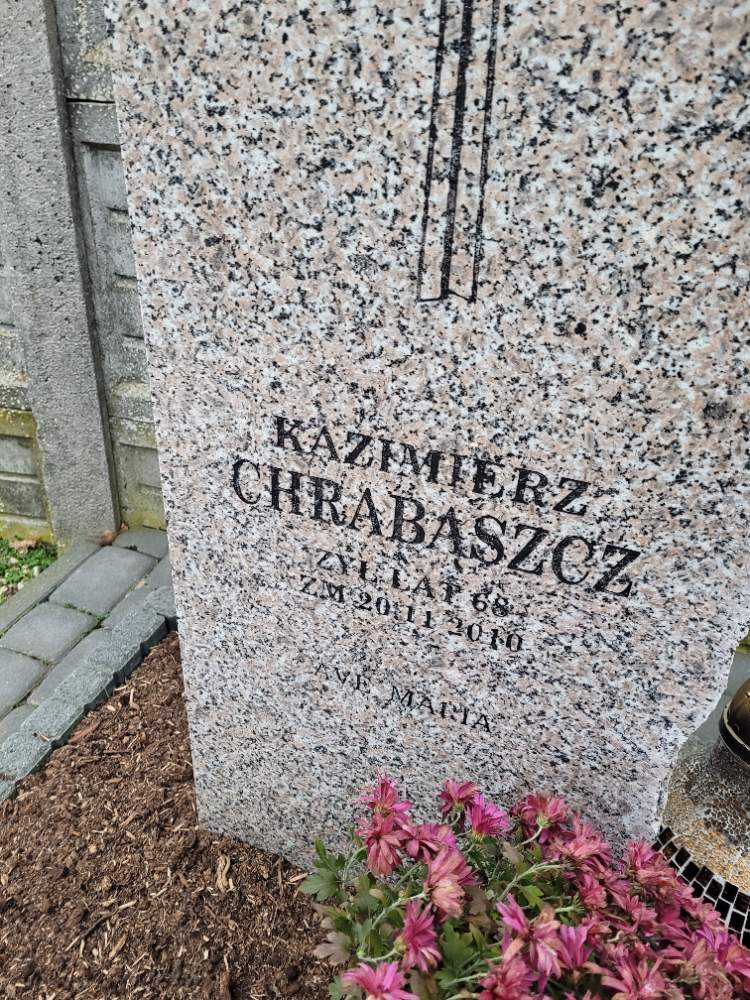 KAZIMIERZ
CHRABASZCZ
ŻYŁ LAT 68
ZM 20.11 2010
AVE MARIA